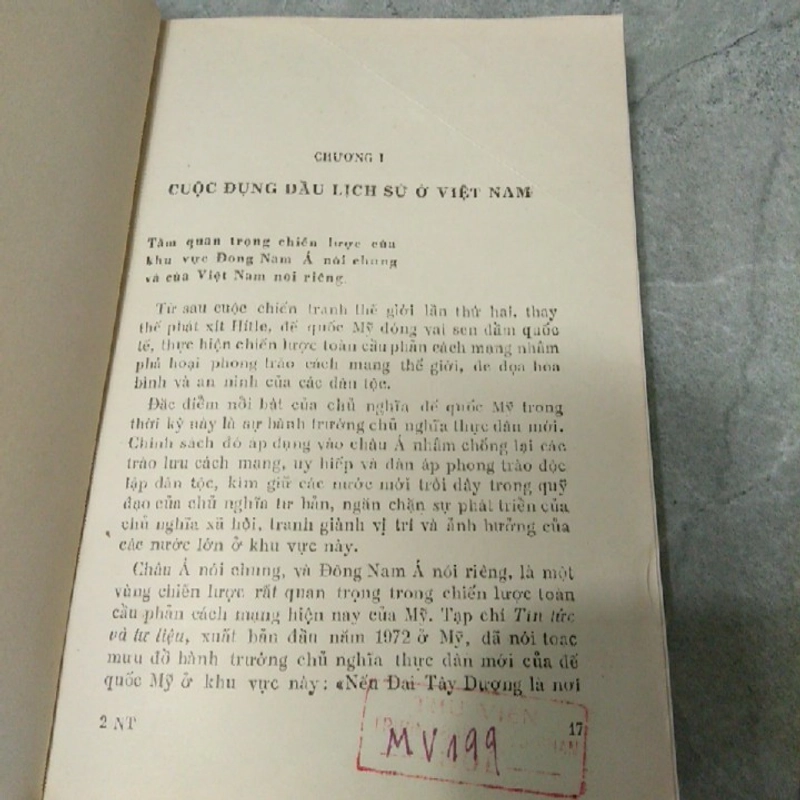 CHƯƠNG I
CUỘC ĐỤNG ĐẦU LỊCH SỬ Ở VIỆT NAM
Tầm quan trọng chiến lược của
khu vực Đông Nam Á nói chung
và của Việt Nam nói riêng.
Từ sau cuộc chiến tranh thế giới lần thứ hai, thay
thế phát xít Hítle, đế quốc Mỹ đóng vai sen đầm quốc
tế, thực hiện chiến lược toàn cầu phản cách mạng nhằm
phá hoại phong trào cách mạng thế giới, đe dọa hòa
bình và an ninh của các dân tộc.
Đặc điểm nổi bật của chủ nghĩa đế quốc Mỹ trong
thời kỳ này là sự bành trướng chủ nghĩa thực dân mới.
Chính sách đó áp dụng vào châu Á nhằm chống lại các
trào lưu cách mạng, uy hiếp và đàn áp phong trào độc
lập dân tộc, kìm giữ các nước mới trỗi dậy trong quỹ
đạo của chủ nghĩa tư bản, ngăn chặn sự phát triển của
chủ nghĩa xã hội, tranh giành vị trí và ảnh hưởng của
các nước lớn ở khu vực này.
Châu Á nói chung, và Đông Nam Á nói riêng, là một
vùng chiến lược rất quan trọng trong chiến lược toàn
cầu phản cách mạng hiện nay của Mỹ. Tạp chí Tin tức
và tư liệu, xuất bản đầu năm 1972 ở Mỹ, đã nói toạc
mưu đồ bành trướng chủ nghĩa thực dân mới của đế
quốc Mỹ ở khu vực này: «Nếu Đại Tây Dương là nơi
2 NT
17
THƯ VIỆN
MV199